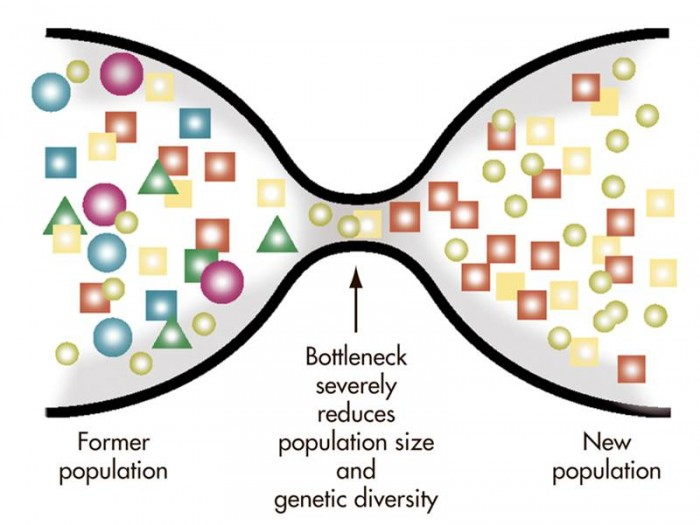 Bottleneck
severely
reduces
population size
and
genetic diversity
Former
population
New
population